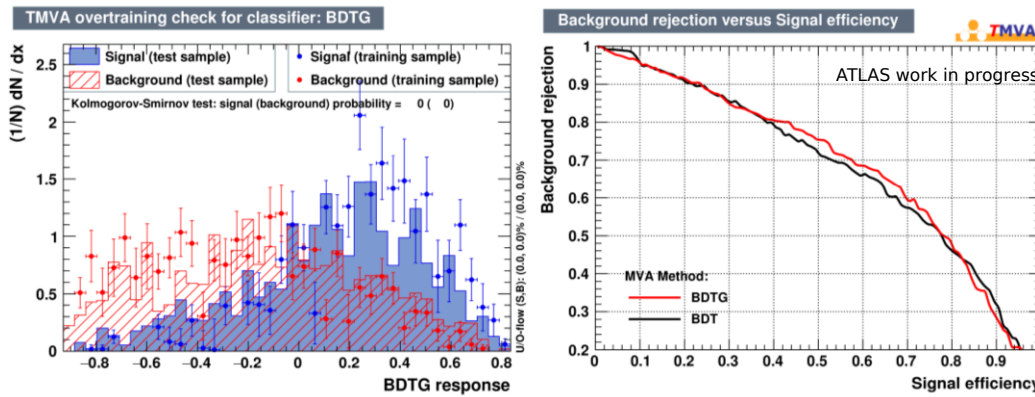 TMVA overtraining check for classifier: BDTG
Signal (test sample)
Background (test sample)
Signal (training sample)
Background (training sample)
Kolmogorov-Smirnov test: signal (background) probability = 0 ( 0)
(1/N) dN / dx
2.5
2
1.5
1
0.5
0
−0.8 −0.6 −0.4 −0.2 0 0.2 0.4 0.6 0.8
BDTG response
U/O-flow (S,B): (0.0, 0.0)% / (0.0, 0.0)%
Background rejection versus Signal efficiency
TMVA
ATLAS work in progress
Background rejection
1
0.9
0.8
0.7
0.6
0.5
0.4
0.3
0.2
MVA Method:
BDTG
BDT
0 0.1 0.2 0.3 0.4 0.5 0.6 0.7 0.8 0.9
Signal efficiency